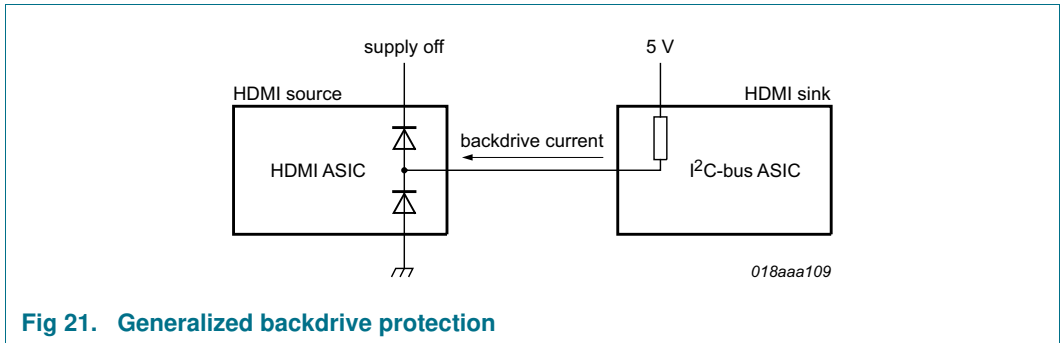 supply off
5 V
HDMI source
HDMI sink
backdrive current
HDMI ASIC
I2C-bus ASIC
018aaa109
Fig 21. Generalized backdrive protection